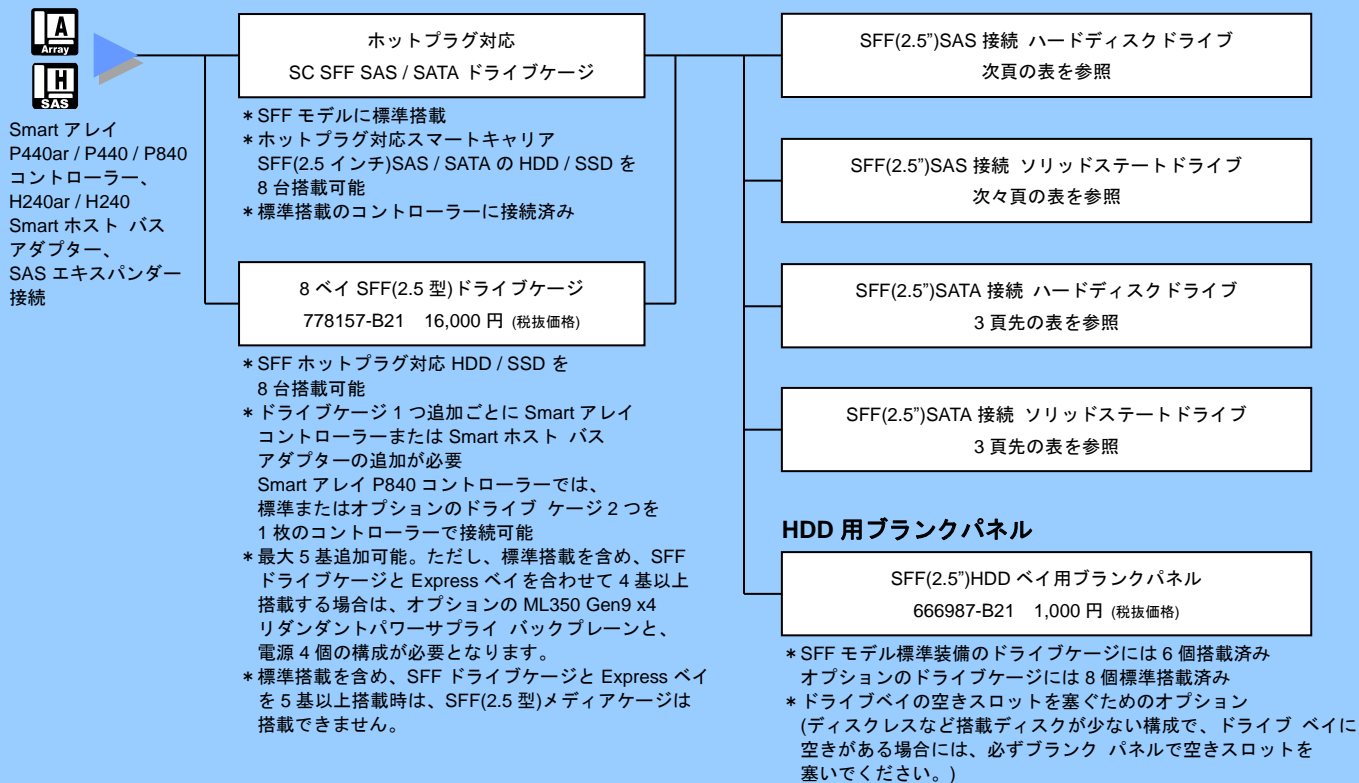 A
Array
H
SAS
Smart アレイ
P440ar / P440 / P840
コントローラー、
H240ar / H240
Smart ホスト バス
アダプター、
SAS エキスパンダー
接続
ホットプラグ対応
SC SFF SAS / SATA ドライブケージ
＊SFF モデルに標準搭載
＊ホットプラグ対応スマートキャリア
SFF(2.5 インチ)SAS / SATA の HDD / SSD を
8 台搭載可能
＊標準搭載のコントローラーに接続済み
8 ベイ SFF(2.5 型)ドライブケージ
778157-B21 16,000 円 (税抜価格)
＊SFF ホットプラグ対応 HDD / SSD を
8 台搭載可能
＊ドライブケージ 1 つ追加ごとに Smart アレイ
コントローラーまたは Smart ホスト バス
アダプターの追加が必要
Smart アレイ P840 コントローラーでは、
標準またはオプションのドライブ ケージ 2 つを
1 枚のコントローラーで接続可能
＊最大 5 基追加可能。ただし、標準搭載を含め、SFF
ドライブケージと Express ベイを合わせて 4 基以上
搭載する場合は、オプションの ML350 Gen9 x4
リダンダントパワーサプライ バックプレーンと、
電源 4 個の構成が必要となります。
＊標準搭載を含め、SFF ドライブケージと Express ベイ
を 5 基以上搭載時は、SFF(2.5 型)メディアケージは
搭載できません。
SFF(2.5")SAS 接続 ハードディスクドライブ
次頁の表を参照
SFF(2.5")SAS 接続 ソリッドステートドライブ
次々頁の表を参照
SFF(2.5")SATA 接続 ハードディスクドライブ
3 頁先の表を参照
SFF(2.5")SATA 接続 ソリッドステートドライブ
3 頁先の表を参照
HDD 用ブランクパネル
SFF(2.5")HDD ベイ用ブランクパネル
666987-B21 1,000 円 (税抜価格)
＊SFF モデル標準装備のドライブケージには 6 個搭載済み
オプションのドライブケージには 8 個標準搭載済み
＊ドライブベイの空きスロットを塞ぐためのオプション
(ディスクレスなど搭載ディスクが少ない構成で、ドライブ ベイに
空きがある場合には、必ずブランク パネルで空きスロットを
塞いでください。)